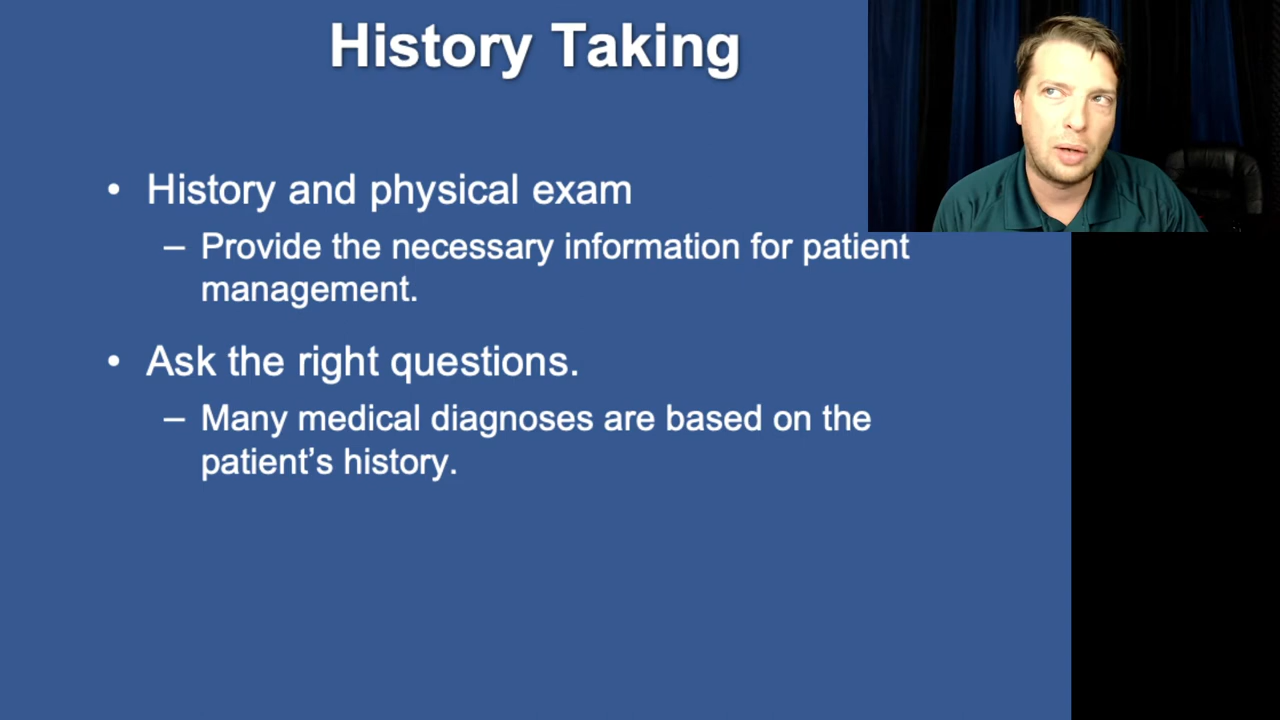 History Taking
• History and physical exam
– Provide the necessary information for patient
management.
• Ask the right questions.
– Many medical diagnoses are based on the
patient’s history.